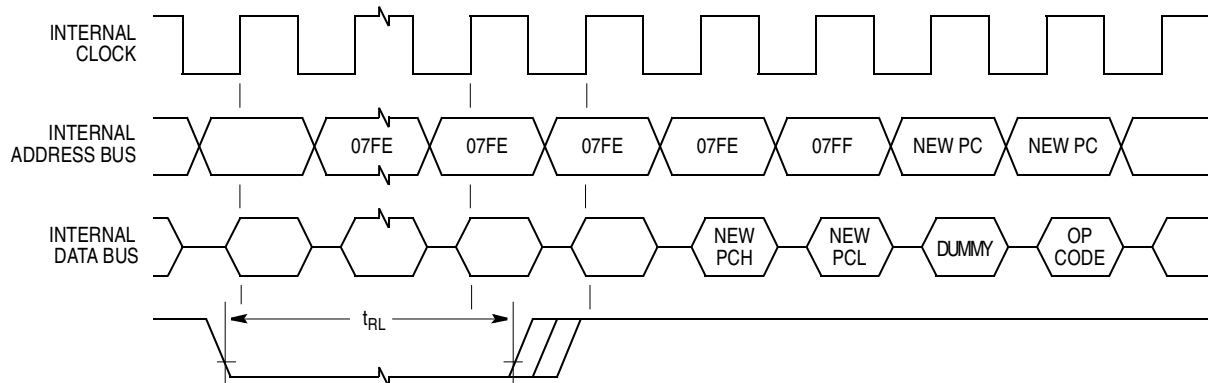 INTERNAL
CLOCK
INTERNAL
ADDRESS BUS
07FE
07FE
07FE
07FE
07FF
NEW PC
NEW PC
INTERNAL
DATA BUS
NEW
PCH
NEW
PCL
DUMMY
OP
CODE
tRL